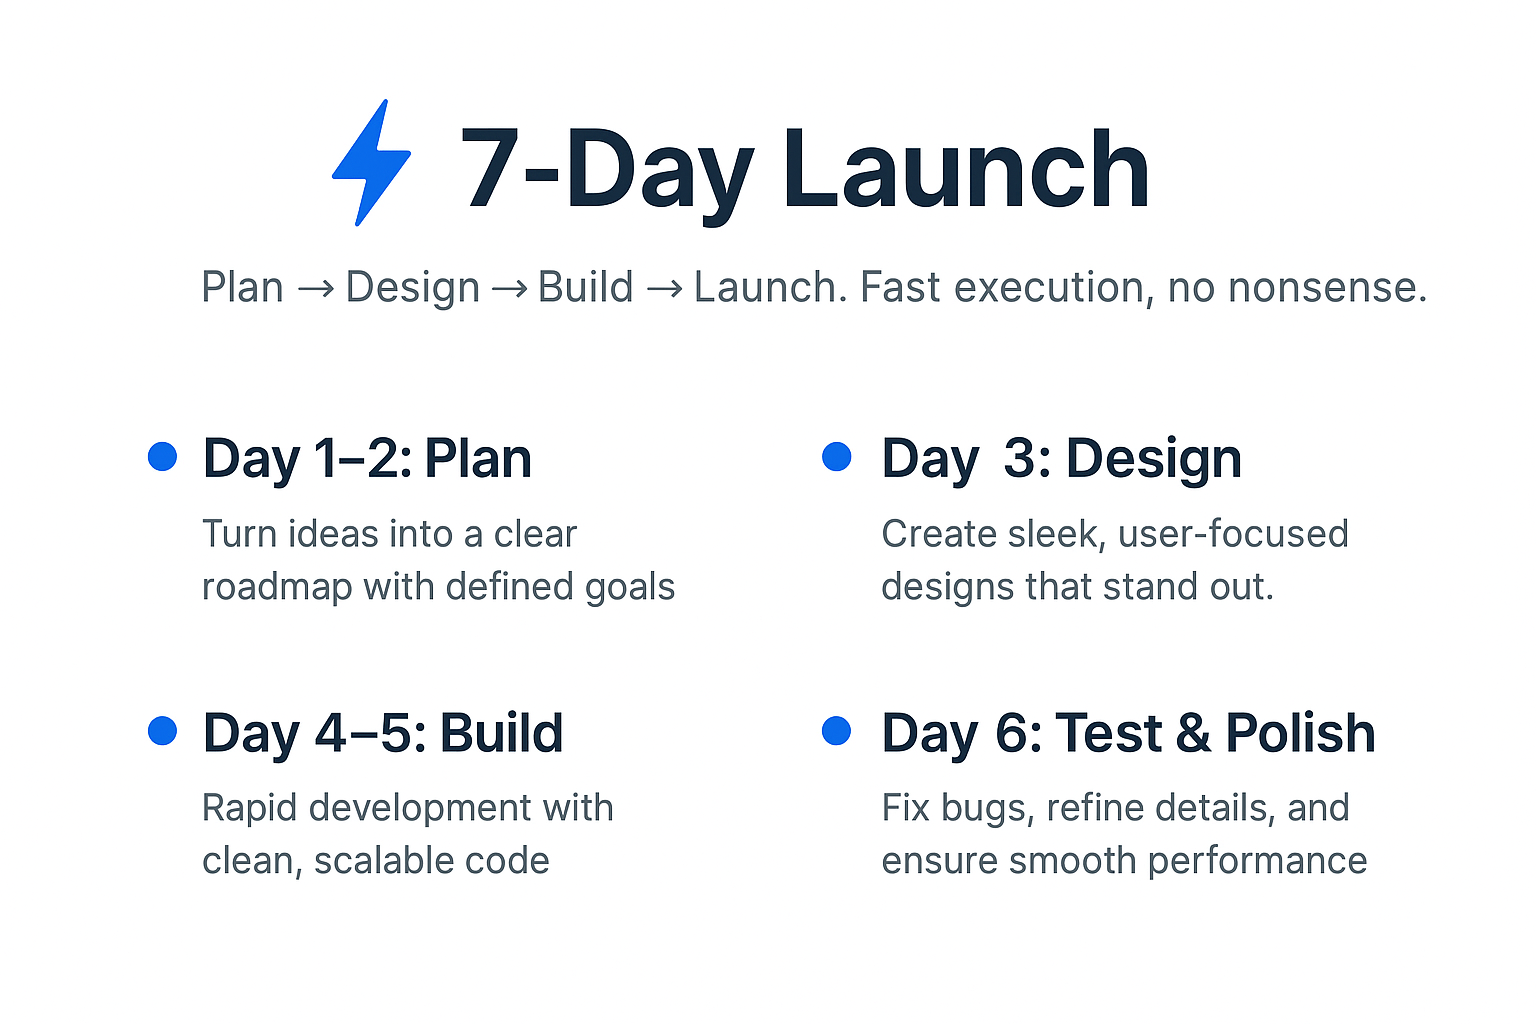 7-Day Launch
Plan → Design → Build → Launch. Fast execution, no nonsense.
Day 1–2: Plan
Turn ideas into a clear
roadmap with defined goals
Day 3: Design
Create sleek, user-focused
designs that stand out.
Day 4–5: Build
Rapid development with
clean, scalable code
Day 6: Test & Polish
Fix bugs, refine details, and
ensure smooth performance